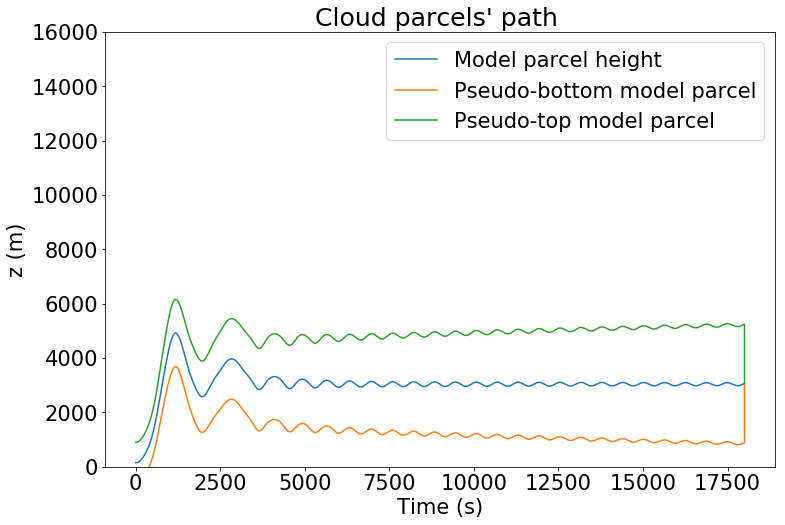 Cloud parcels' path
16000
14000
12000
10000
8000
6000
4000
2000
0
z (m)
Model parcel height
Pseudo-bottom model parcel
Pseudo-top model parcel
0 2500 5000 7500 10000 12500 15000 17500
Time (s)